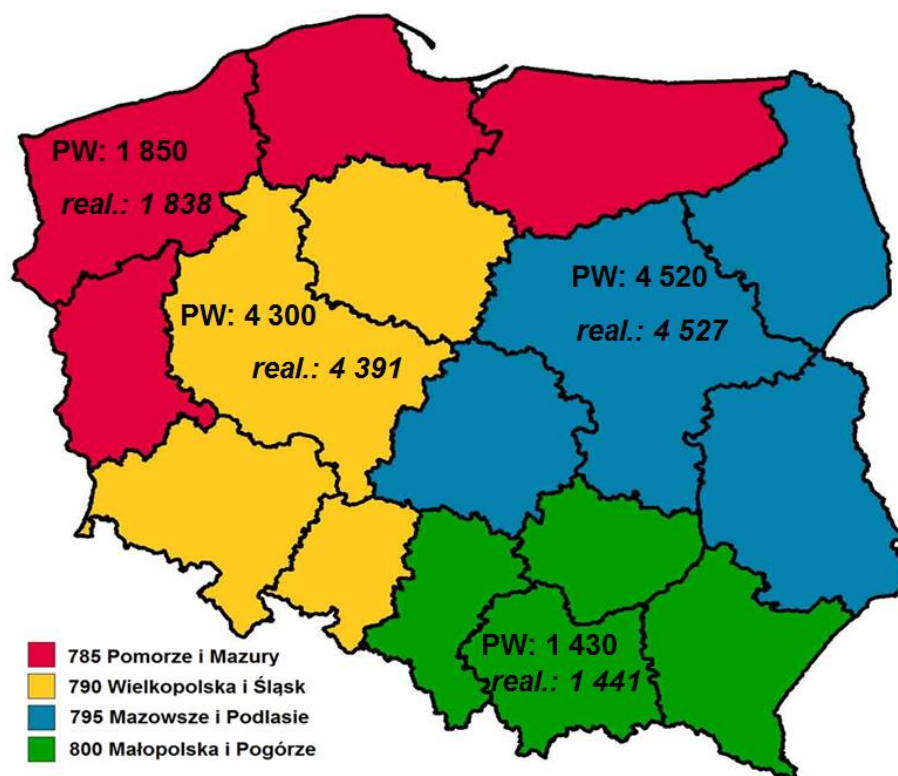 PW: 1 850
real.: 1 838
PW: 4 520
PW: 4 300
real.: 4 527
real.: 4 391
PW: 1 430
real.: 1 441
785 Pomorze i Mazury
790 Wielkopolska i Śląsk
795 Mazowsze i Podlasie
800 Małopolska i Pogórze